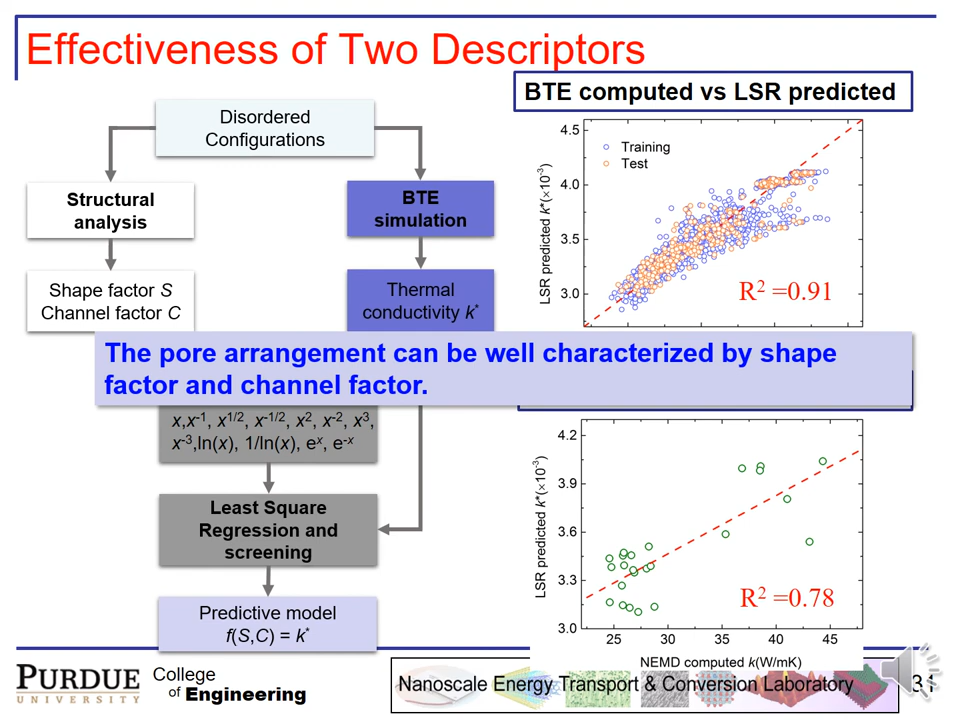 Effectiveness of Two Descriptors
Disordered
Configurations
Structural
analysis
BTE
simulation
Shape factor S
Channel factor C
Thermal
conductivity k*
The pore arrangement can be well characterized by shape
factor and channel factor.
x,x⁻¹, x¹/², x⁻¹/², x², x⁻², x³,
x⁻³,ln(x), 1/ln(x), eˣ, e⁻ˣ
Least Square
Regression and
screening
Predictive model
f(S,C) = k*
BTE computed vs LSR predicted
LSR predicted k*(×10⁻³)
4.5
4.0
3.5
3.0
Training
Test
R² =0.91
LSR predicted k*(×10⁻³)
4.2
3.9
3.6
3.3
3.0
R² =0.78
25 30 35 40 45
NEMD computed k(W/mK)
PURDUE
UNIVERSITY
College
of Engineering
Nanoscale Energy Transport & Conversion Laboratory
31